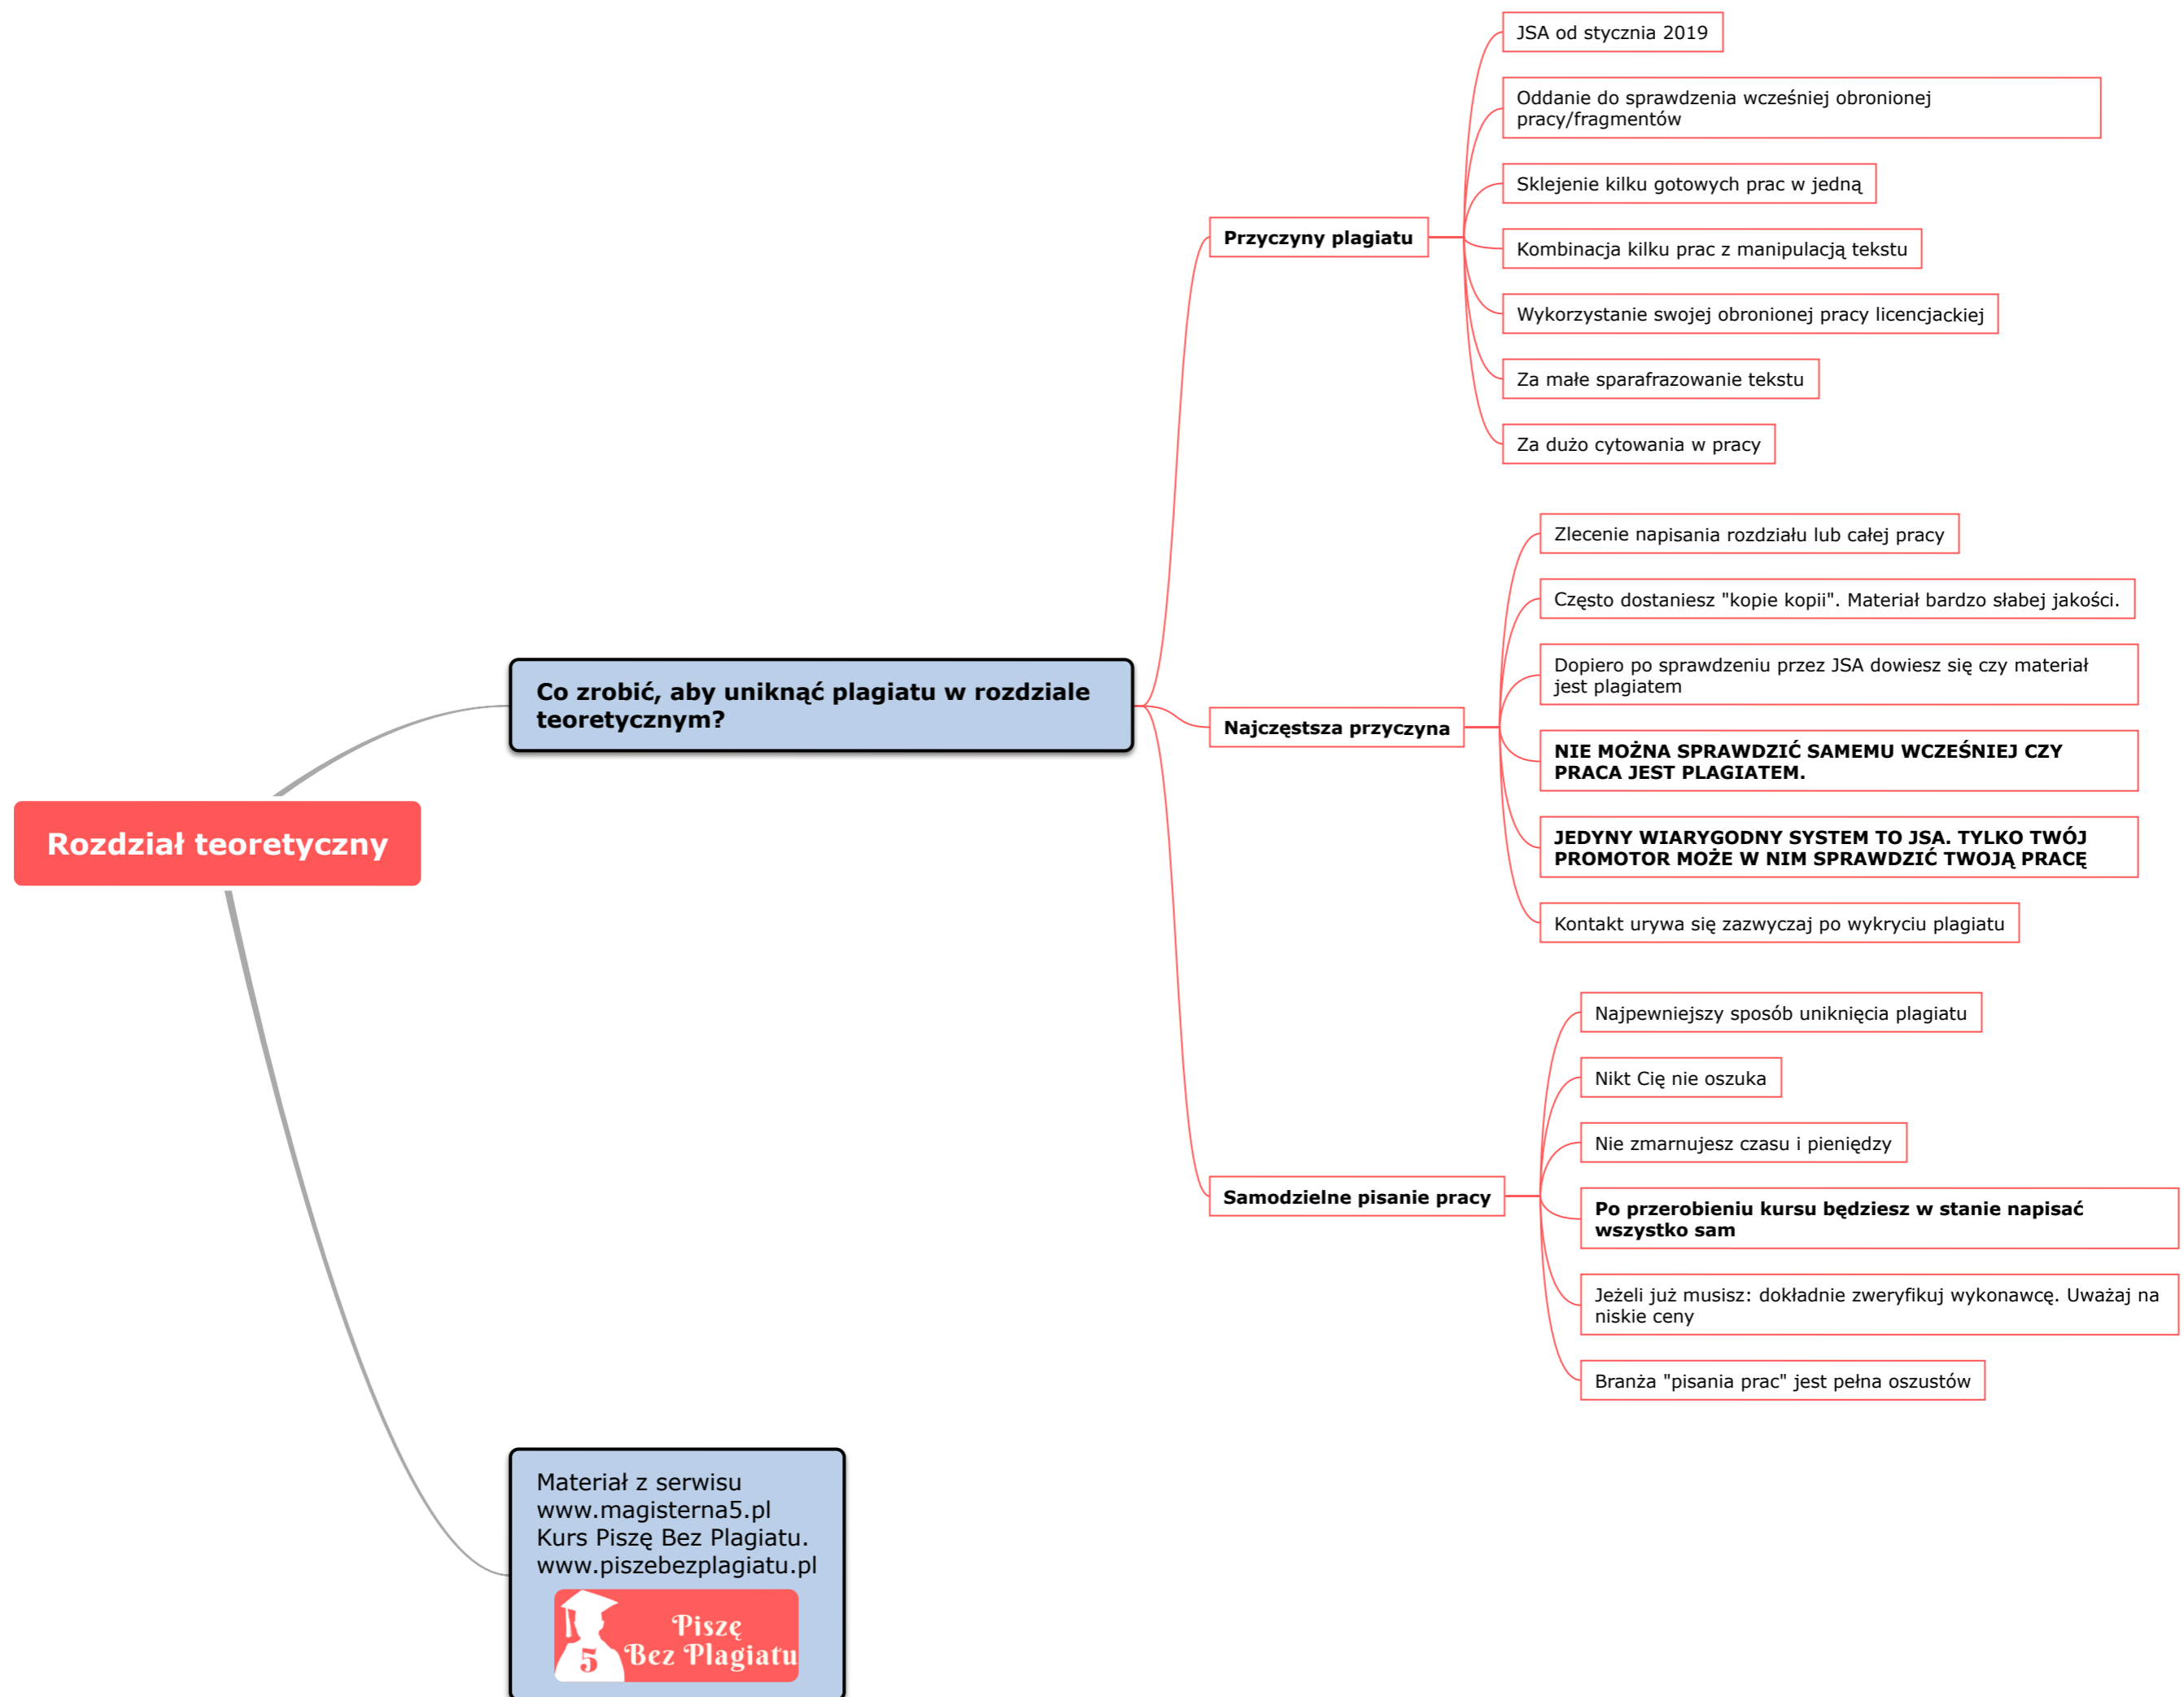 Rozdział teoretyczny
Co zrobić, aby uniknąć plagiatu w rozdziale
teoretycznym?
Przyczyny plagiatu
JSA od stycznia 2019
Oddanie do sprawdzenia wcześniej obronionej
pracy/fragmentów
Sklejenie kilku gotowych prac w jedną
Kombinacja kilku prac z manipulacją tekstu
Wykorzystanie swojej obronionej pracy licencjackiej
Za małe sparafrazowanie tekstu
Za dużo cytowania w pracy
Najczęstsza przyczyna
Zlecenie napisania rozdziału lub całej pracy
Często dostaniesz "kopie kopii". Materiał bardzo słabej jakości.
Dopiero po sprawdzeniu przez JSA dowiesz się czy materiał
jest plagiatem
NIE MOŻNA SPRAWDZIĆ SAMEMU WCZEŚNIEJ CZY
PRACA JEST PLAGIATEM.
JEDYNY WIARYGODNY SYSTEM TO JSA. TYLKO TWÓJ
PROMOTOR MOŻE W NIM SPRAWDZIĆ TWOJĄ PRACĘ
Kontakt urywa się zazwyczaj po wykryciu plagiatu
Samodzielne pisanie pracy
Najpewniejszy sposób uniknięcia plagiatu
Nikt Cię nie oszuka
Nie zmarnujesz czasu i pieniędzy
Po przerobieniu kursu będziesz w stanie napisać
wszystko sam
Jeżeli już musisz: dokładnie zweryfikuj wykonawcę. Uważaj na
niskie ceny
Branża "pisania prac" jest pełna oszustów
Materiał z serwisu
www.magisterna5.pl
Kurs Piszę Bez Plagiatu.
www.piszebezplagiatu.pl
Piszę
Bez Plagiatu
5